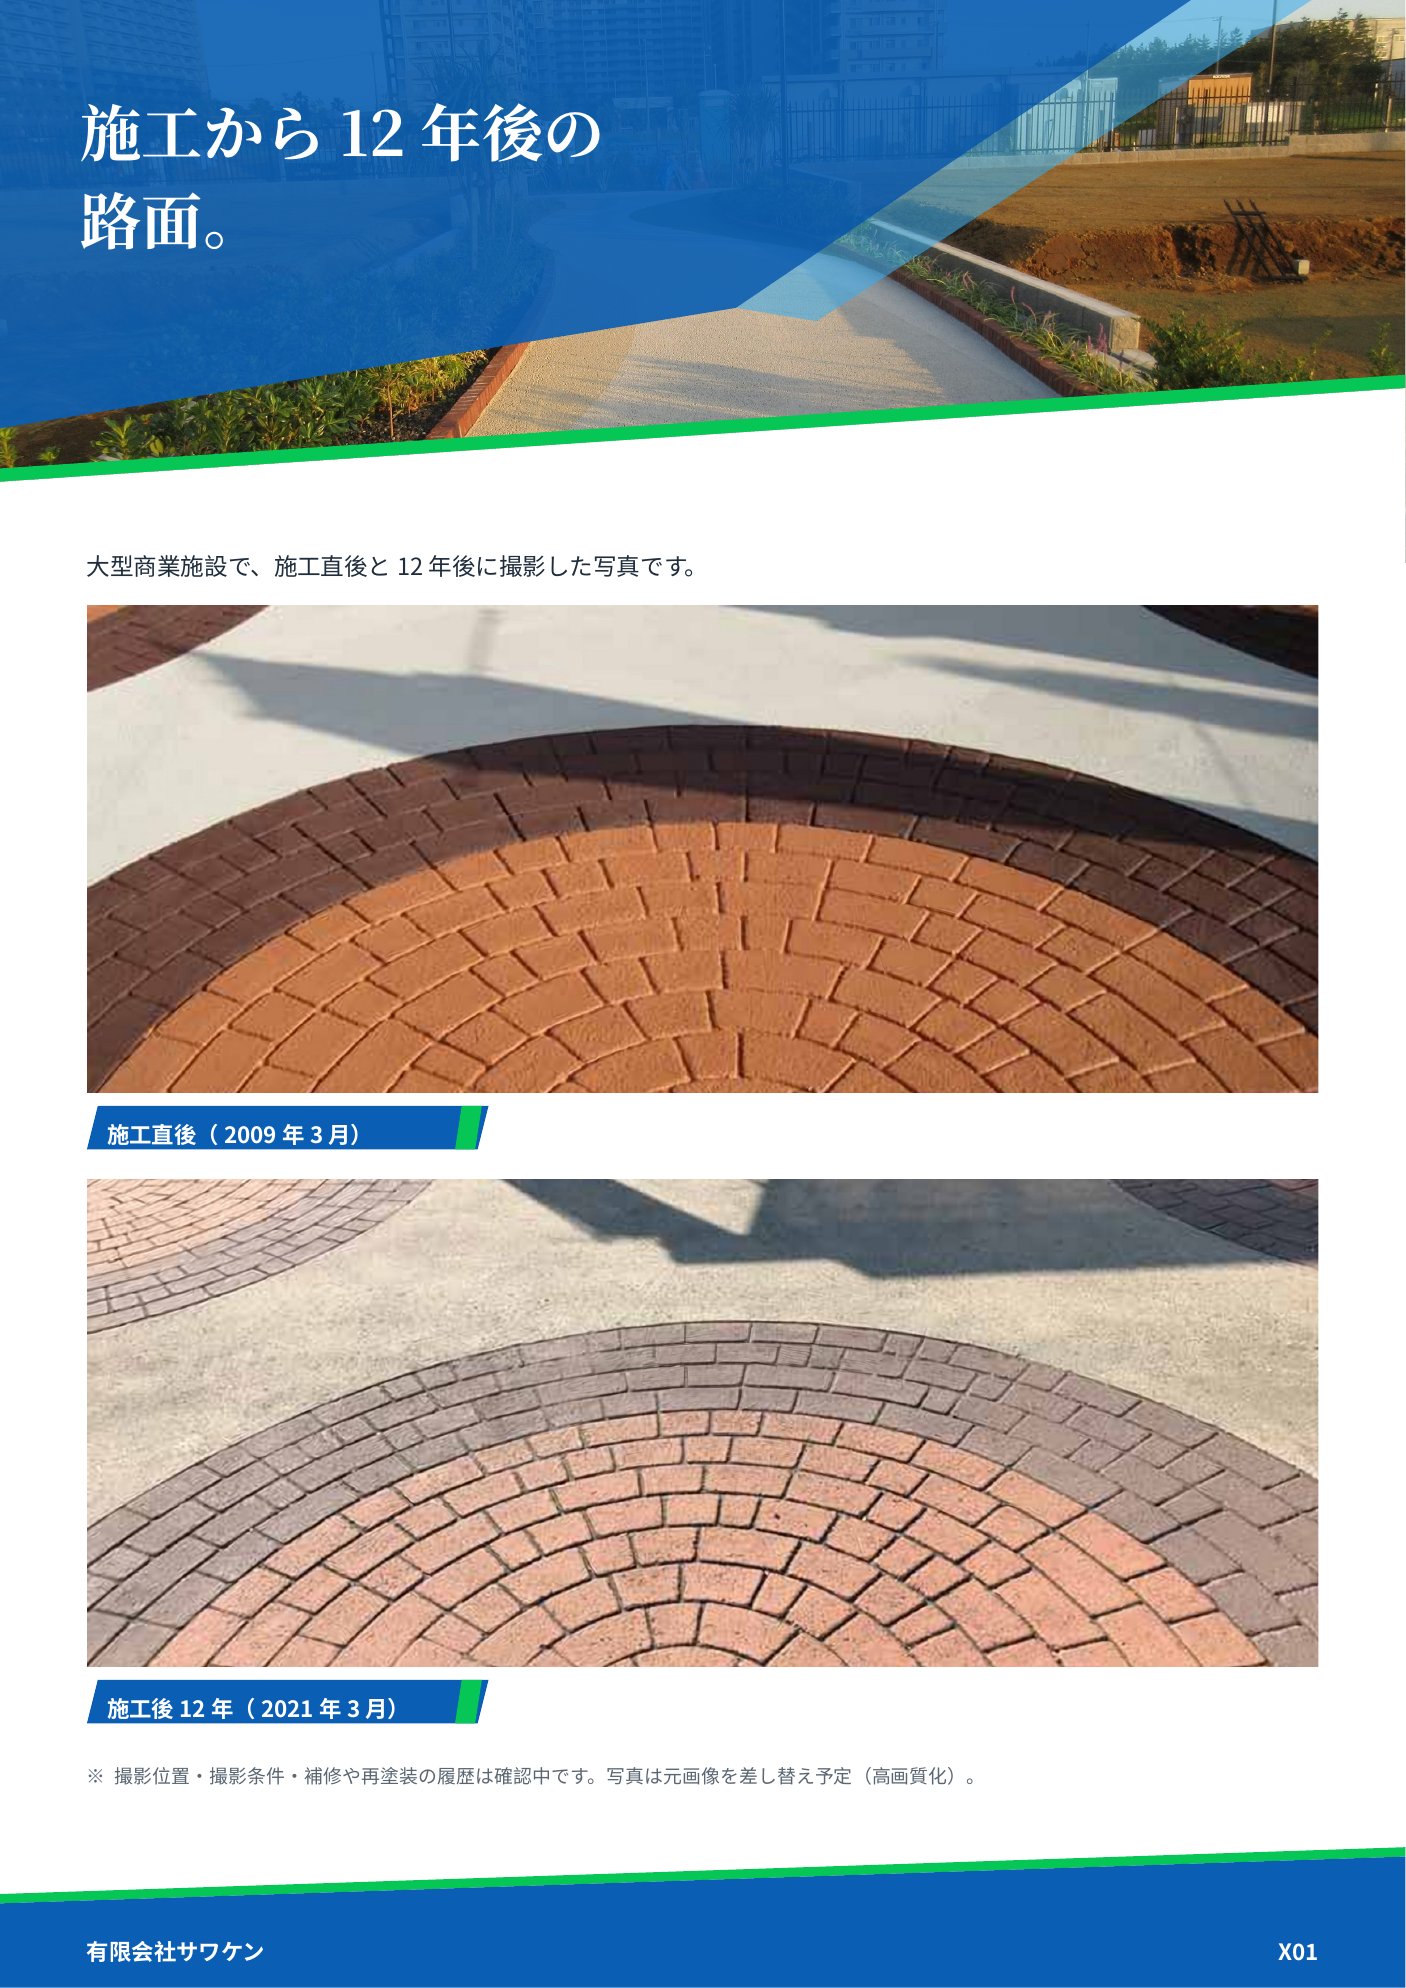 施工から 12 年後の
路面。
大型商業施設で、施工直後と 12 年後に撮影した写真です。
施工直後（ 2009 年 3 月）
施工後 12 年（ 2021 年 3 月）
※ 撮影位置・撮影条件・補修や再塗装の履歴は確認中です。写真は元画像を差し替え予定（高画質化）。
有限会社サワケン
X01